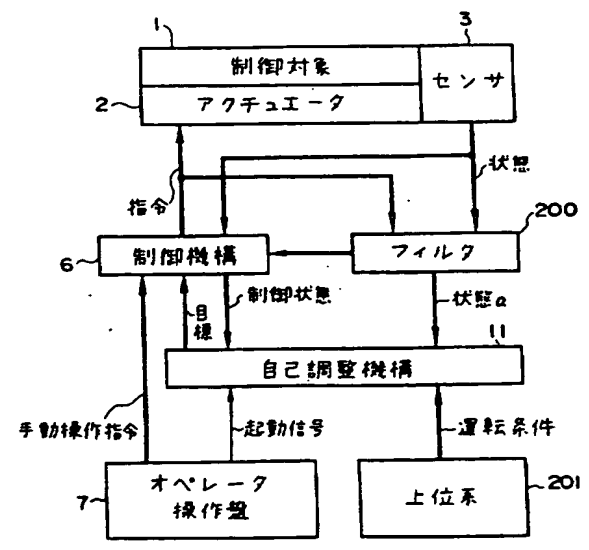 1
3
制御対象
センサ
2
アクチュエータ
状態
指令
200
6
制御機構
フィルタ
制御状態
状態a
目標
11
自己調整機構
手動操作指令
起動信号
運転条件
オペレータ
操作盤
7
上位系
201